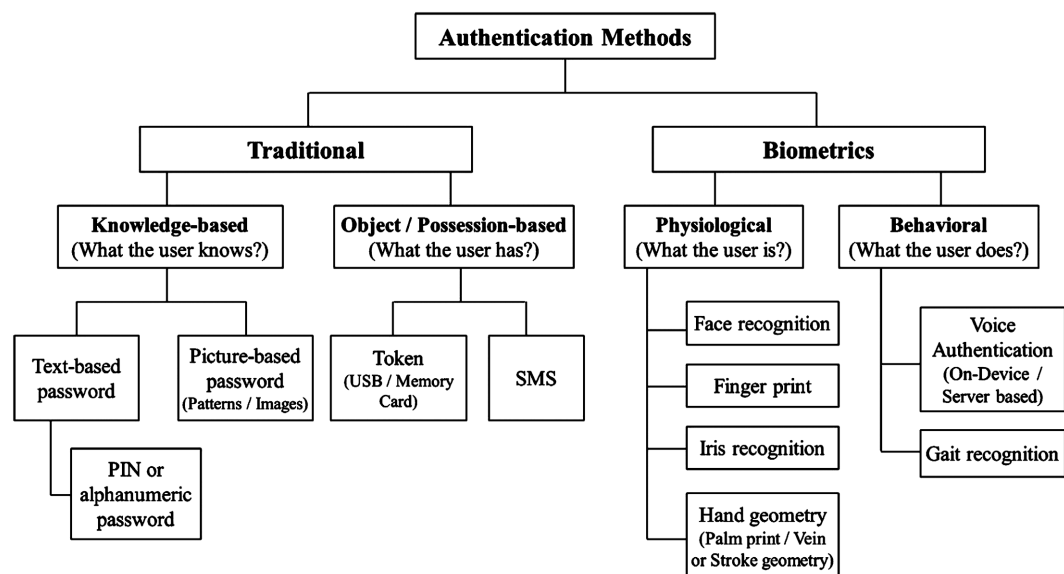 Authentication Methods
Traditional
Biometrics
Knowledge-based
(What the user knows?)
Object / Possession-based
(What the user has?)
Physiological
(What the user is?)
Behavioral
(What the user does?)
Text-based
password
Picture-based
password
(Patterns / Images)
Token
(USB / Memory
Card)
SMS
PIN or
alphanumeric
password
Face recognition
Finger print
Iris recognition
Hand geometry
(Palm print / Vein
or Stroke geometry)
Voice
Authentication
(On-Device /
Server based)
Gait recognition